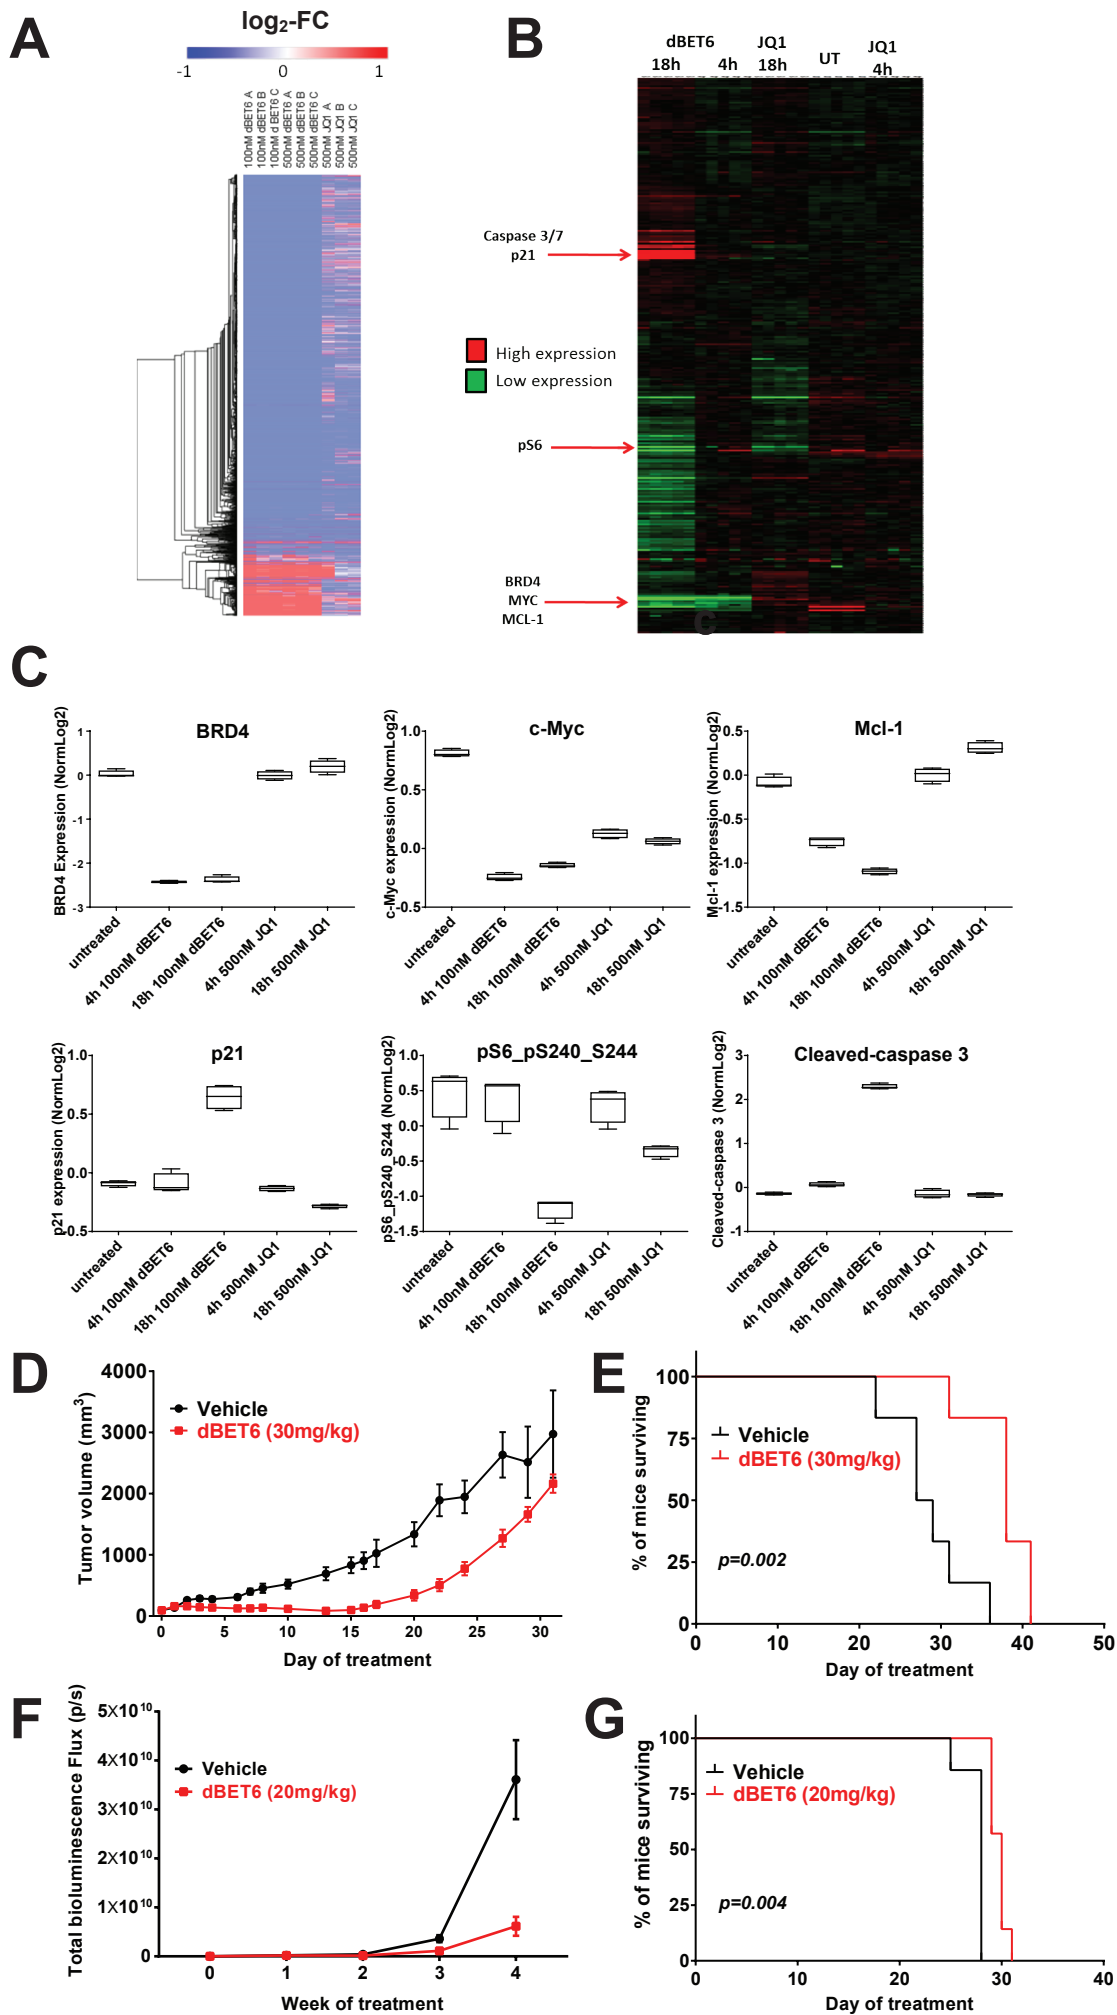 A
log2-FC
-1 0 1
100nM dBET6 A
100nM dBET6 B
100nM d BET6 C
500nM dBET6 A
500nM dBET6 B
500nM dBET6 C
500nM JQ1 A
500nM JQ1 B
500nM JQ1 C
B
dBET6
18h 4h
JQ1
18h
UT
JQ1
4h
Caspase 3/7
p21
High expression
Low expression
pS6
BRD4
MYC
MCL-1
C
C
BRD4
BRD4 Expression (NormLog2)
1
0
-1
-2
-3
untreated
4h 100nM dBET6
18h 100nM dBET6
4h 500nM JQ1
18h 500nM JQ1
c-Myc
c-Myc expression (NormLog2)
1.0
0.5
0.0
-0.5
untreated
4h 100nM dBET6
18h 100nM dBET6
4h 500nM JQ1
18h 500nM JQ1
Mcl-1
Mcl-1 expression (NormLog2)
0.5
0.0
-0.5
-1.0
-1.5
untreated
4h 100nM dBET6
18h 100nM dBET6
4h 500nM JQ1
18h 500nM JQ1
p21
p21 expression (NormLog2)
1.0
0.5
0.0
-0.5
untreated
4h 100nM dBET6
18h 100nM dBET6
4h 500nM JQ1
18h 500nM JQ1
pS6_pS240_S244
pS6_pS240_S244 (NormLog2)
1.0
0.5
0.0
-0.5
-1.0
-1.5
untreated
4h 100nM dBET6
18h 100nM dBET6
4h 500nM JQ1
18h 500nM JQ1
Cleaved-caspase 3
Cleaved-caspase 3 (NormLog2)
3
2
1
0
-1
untreated
4h 100nM dBET6
18h 100nM dBET6
4h 500nM JQ1
18h 500nM JQ1
D
Tumor volume (mm3)
4000
3000
2000
1000
0
Vehicle
dBET6 (30mg/kg)
0 5 10 15 20 25 30
Day of treatment
E
% of mice surviving
100
75
50
25
0
Vehicle
dBET6 (30mg/kg)
p=0.002
0 10 20 30 40 50
Day of treatment
F
Total bioluminescence Flux (p/s)
5X10^10
4X10^10
3X10^10
2X10^10
1X10^10
0
Vehicle
dBET6 (20mg/kg)
0 1 2 3 4
Week of treatment
G
% of mice surviving
100
75
50
25
0
Vehicle
dBET6 (20mg/kg)
p=0.004
0 10 20 30 40
Day of treatment